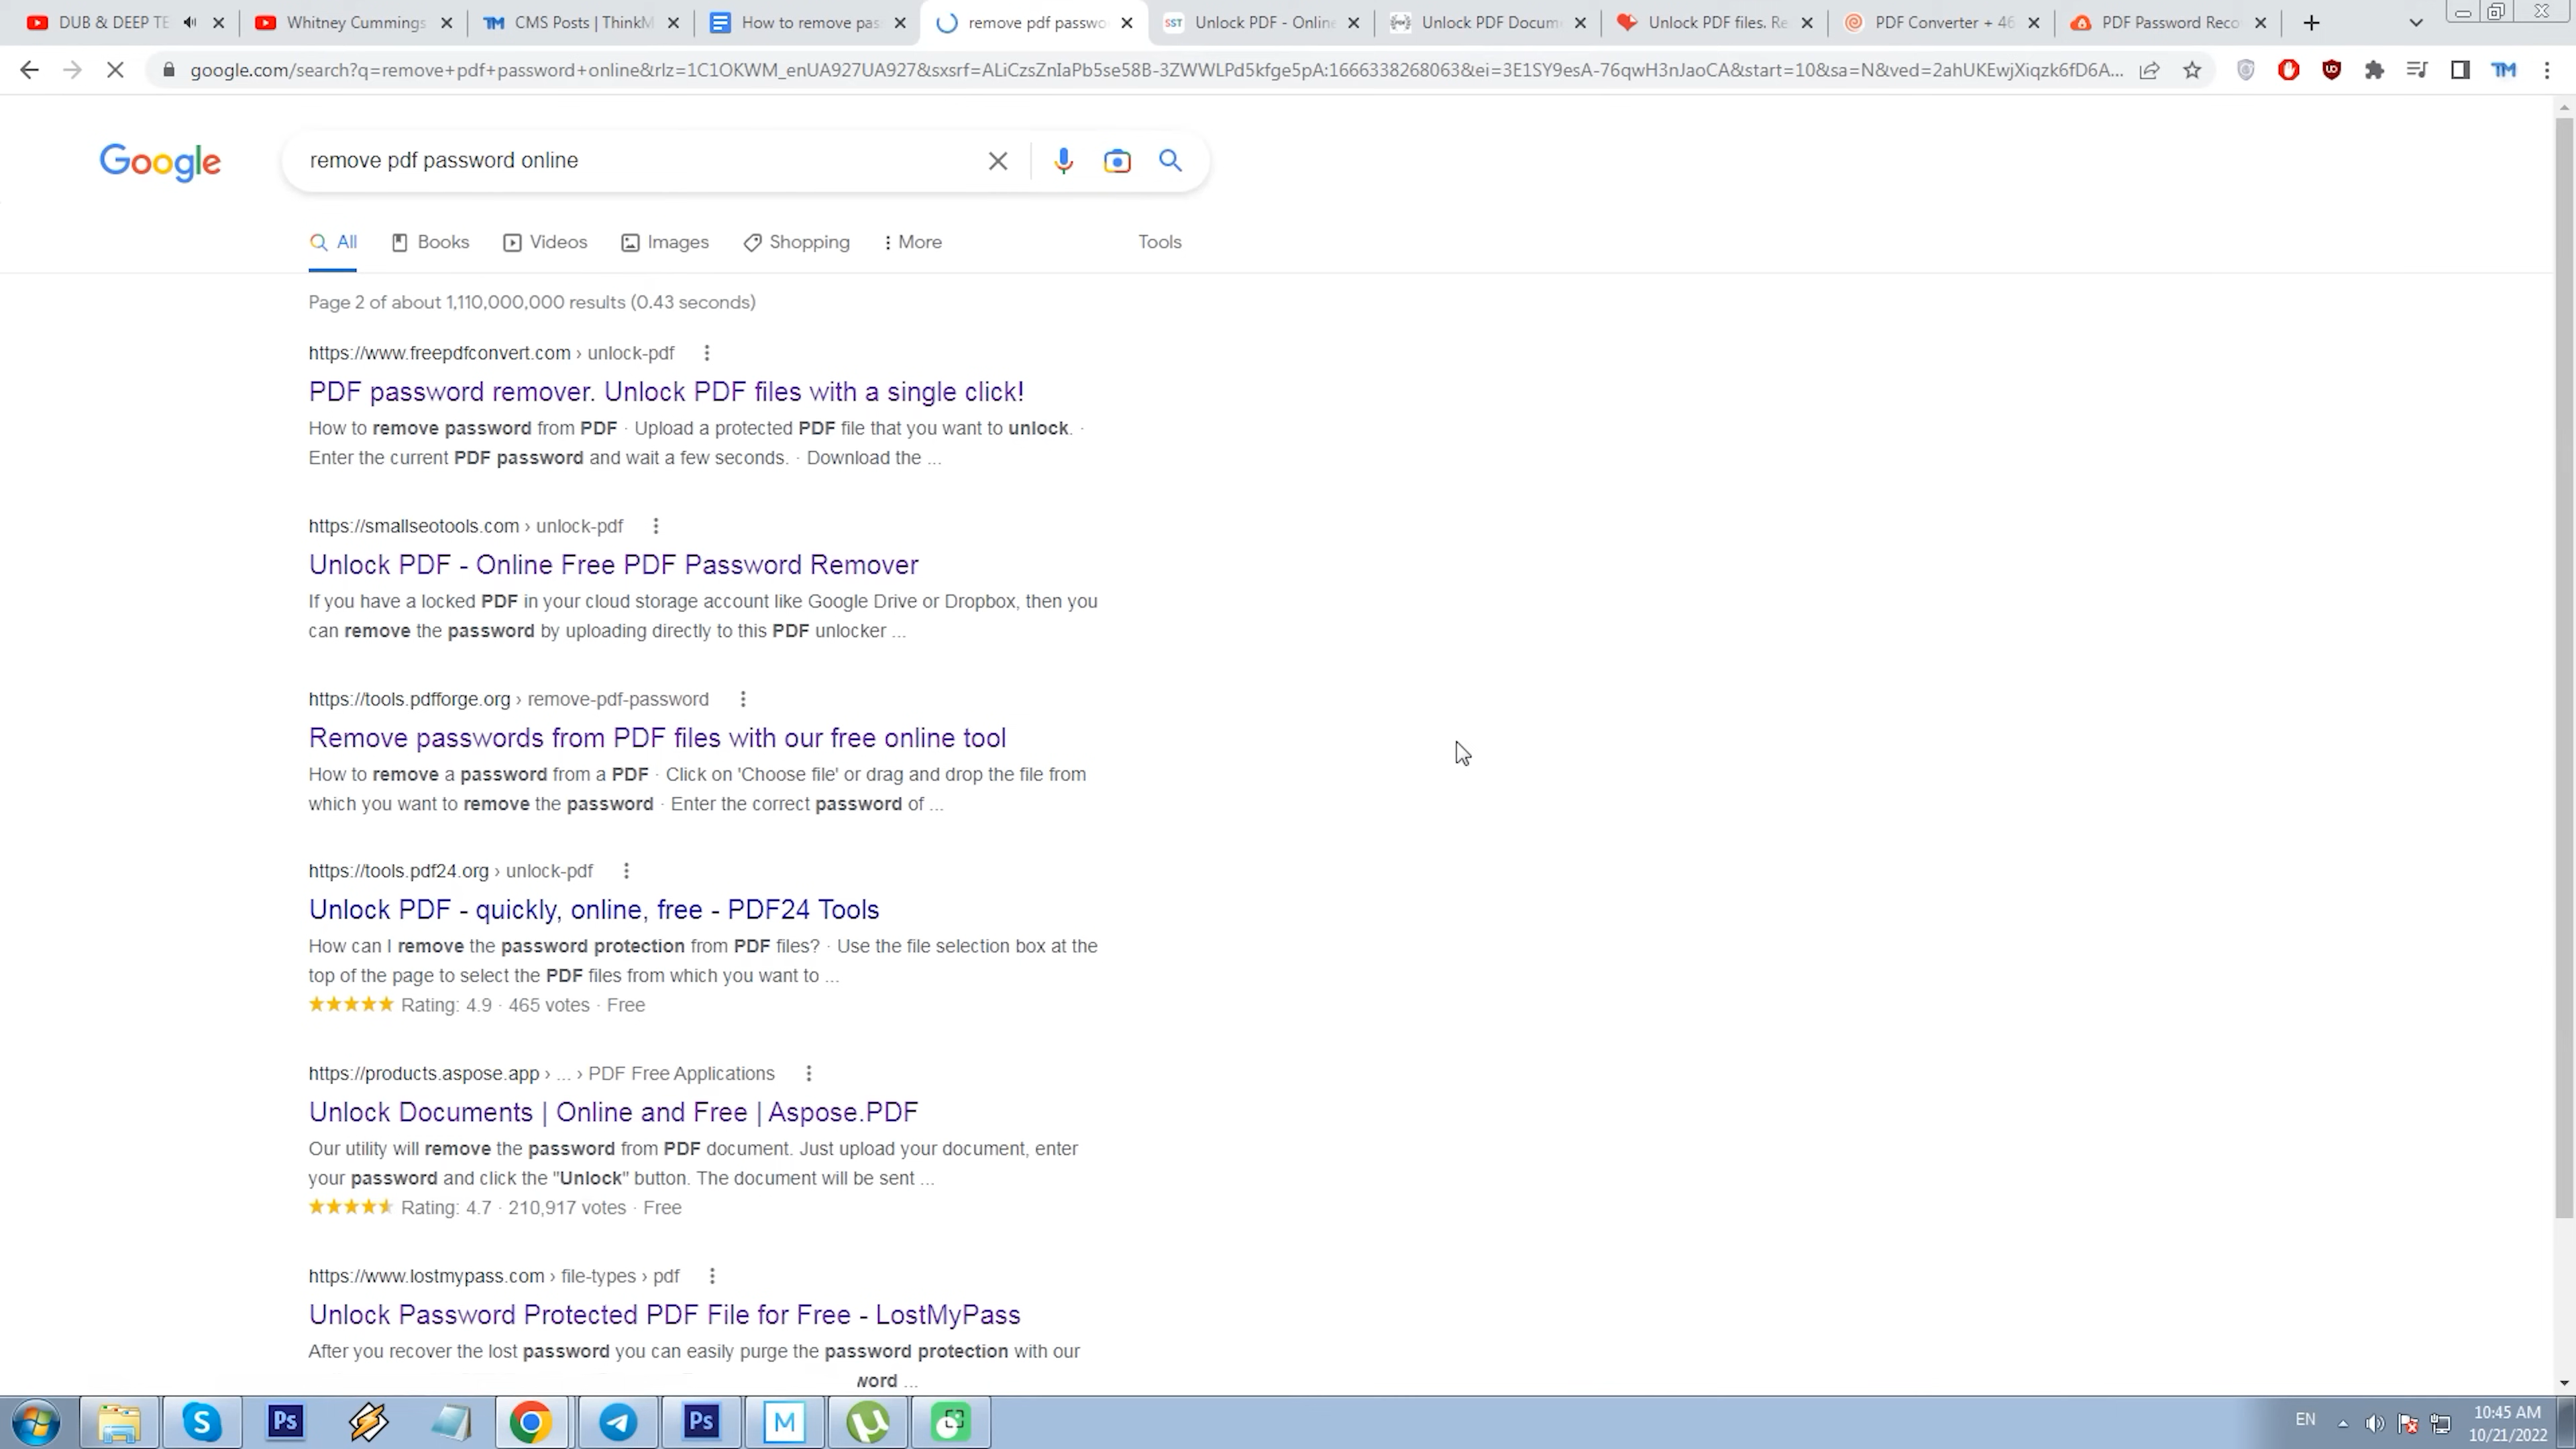 DUB & DEEP TE
Whitney Cummings
TM CMS Posts | ThinkM
How to remove pas
remove pdf passwo
SST Unlock PDF - Online
Unlock PDF Docum
Unlock PDF files. Re
PDF Converter + 46
PDF Password Reco
google.com/search?q=remove+pdf+password+online&rlz=1C1OKWM_enUA927UA927&sxsrf=ALiCzsZnIaPb5se58B-3ZWWLPd5kfge5pA:1666338268063&ei=3E1SY9esA-76qwH3nJaoCA&start=10&sa=N&ved=2ahUKEwjXiqzk6fD6A...
TM
Google
remove pdf password online
All Books Videos Images Shopping More Tools
Page 2 of about 1,110,000,000 results (0.43 seconds)
https://www.freepdfconvert.com › unlock-pdf
PDF password remover. Unlock PDF files with a single click!
How to remove password from PDF · Upload a protected PDF file that you want to unlock. ·
Enter the current PDF password and wait a few seconds. · Download the ...
https://smallseotools.com › unlock-pdf
Unlock PDF - Online Free PDF Password Remover
If you have a locked PDF in your cloud storage account like Google Drive or Dropbox, then you
can remove the password by uploading directly to this PDF unlocker ...
https://tools.pdfforge.org › remove-pdf-password
Remove passwords from PDF files with our free online tool
How to remove a password from a PDF · Click on 'Choose file' or drag and drop the file from
which you want to remove the password · Enter the correct password of ...
https://tools.pdf24.org › unlock-pdf
Unlock PDF - quickly, online, free - PDF24 Tools
How can I remove the password protection from PDF files? · Use the file selection box at the
top of the page to select the PDF files from which you want to ...
Rating: 4.9 · 465 votes · Free
https://products.aspose.app › ... › PDF Free Applications
Unlock Documents | Online and Free | Aspose.PDF
Our utility will remove the password from PDF document. Just upload your document, enter
your password and click the "Unlock" button. The document will be sent ...
Rating: 4.7 · 210,917 votes · Free
https://www.lostmypass.com › file-types › pdf
Unlock Password Protected PDF File for Free - LostMyPass
After you recover the lost password you can easily purge the password protection with our
word ...
S
Ps
Ps
M
EN
10:45 AM
10/21/2022